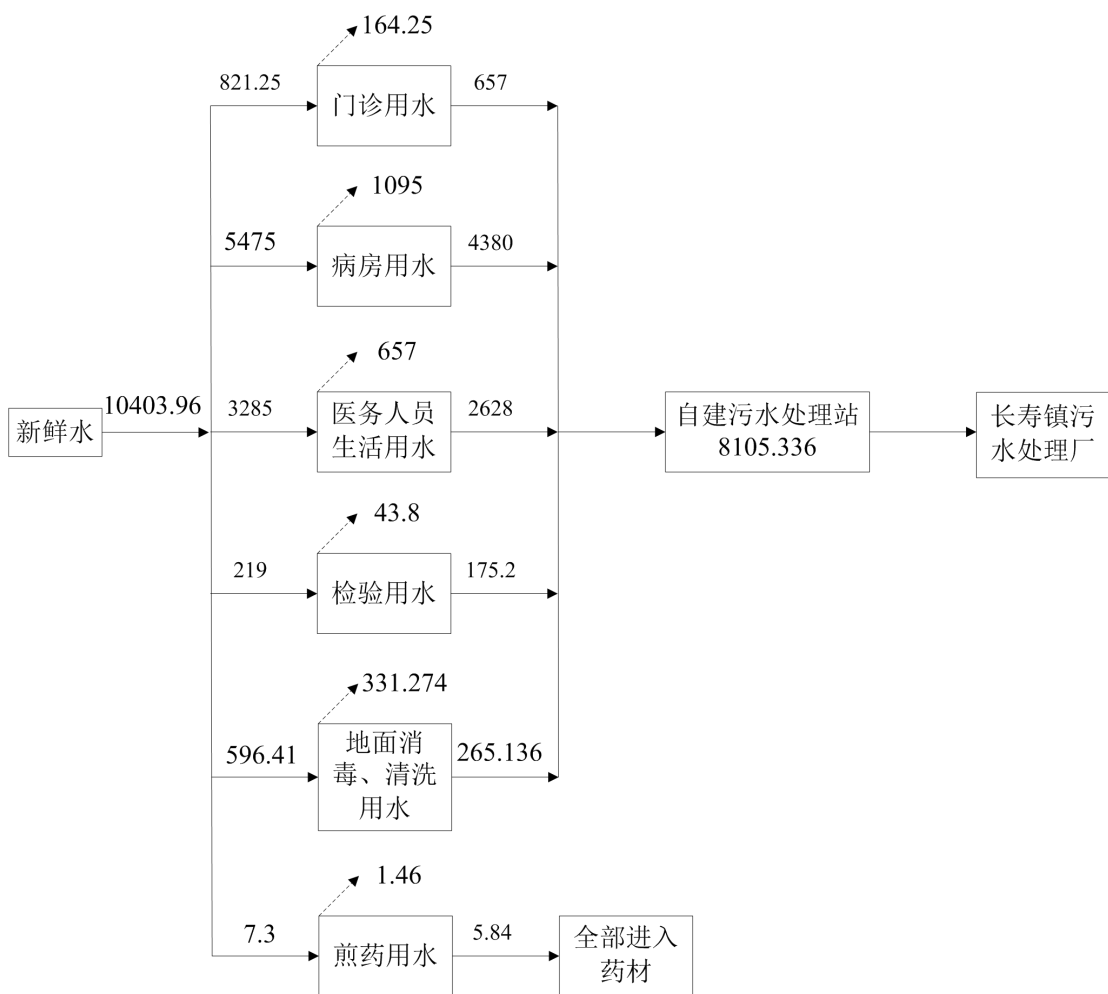 164.25
821.25
门诊用水
657
1095
5475
病房用水
4380
657
新鲜水
10403.96
3285
医务人员
生活用水
2628
自建污水处理站
8105.336
长寿镇污
水处理厂
43.8
219
检验用水
175.2
331.274
596.41
地面消
毒、清洗
用水
265.136
1.46
7.3
煎药用水
5.84
全部进入
药材